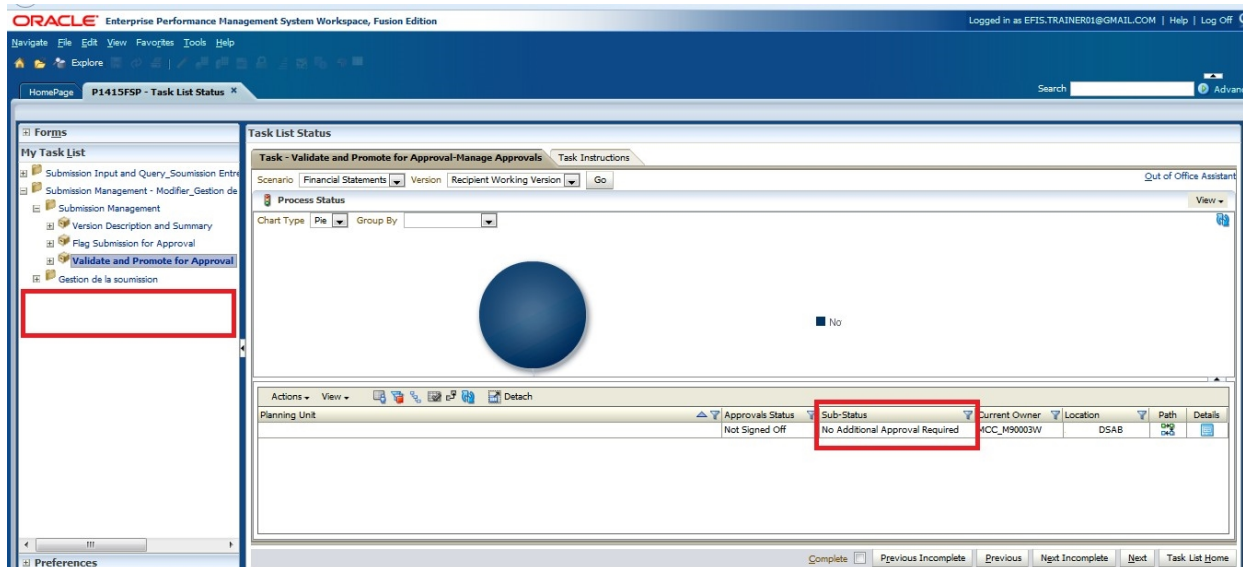 ORACLE Enterprise Performance Management System Workspace, Fusion Edition
Logged in as EFIS.TRAINER01@GMAIL.COM | Help | Log Off
Navigate File Edit View Favorites Tools Help
Explore
HomePage P1415FSP - Task List Status × Search
Forms
My Task List
Submission Input and Query_Soumission Entre
Submission Management - Modifier_Gestion de
Submission Management
Version Description and Summary
Flag Submission for Approval
Validate and Promote for Approval
Gestion de la soumission
Preferences
Task List Status
Task - Validate and Promote for Approval-Manage Approvals Task Instructions
Scenario Financial Statements Version Recipient Working Version Go
Out of Office Assistant
Process Status View
Chart Type Pie Group By
No
Actions View Detach
Planning Unit Approvals Status Sub-Status Current Owner Location Path Details
Not Signed Off No Additional Approval Required MCC_M90003W DSAB
Complete Previous Incomplete Previous Next Incomplete Next Task List Home